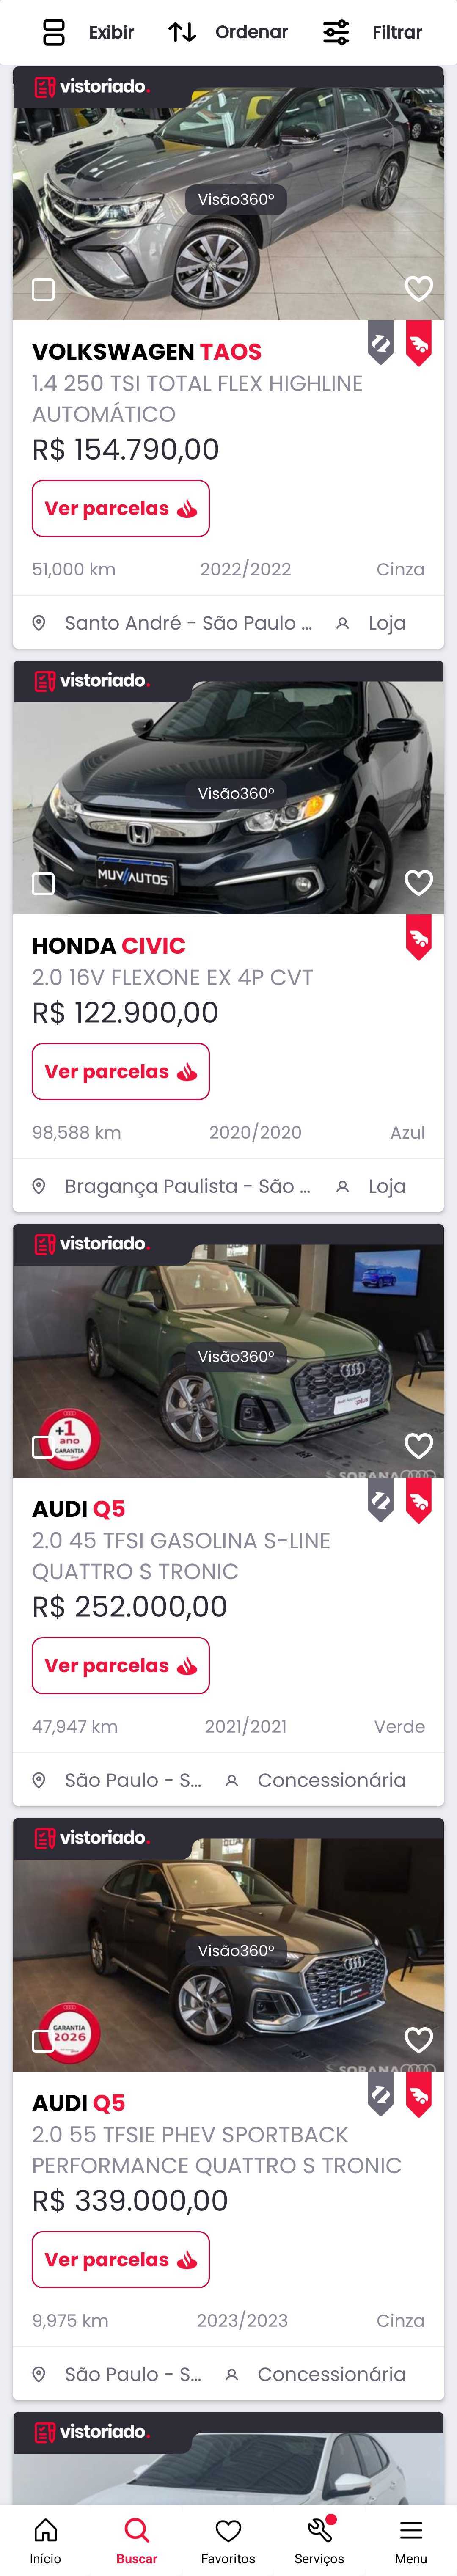 Exibir
Ordenar
Filtrar
vistoriado.
Visão360º
VOLKSWAGEN TAOS
1.4 250 TSI TOTAL FLEX HIGHLINE
AUTOMÁTICO
R$ 154.790,00
Ver parcelas
51,000 km 2022/2022 Cinza
Santo André - São Paulo ... Loja
vistoriado.
Visão360º
MUV//AUTOS
HONDA CIVIC
2.0 16V FLEXONE EX 4P CVT
R$ 122.900,00
Ver parcelas
98,588 km 2020/2020 Azul
Bragança Paulista - São ... Loja
vistoriado.
Visão360º
+1
ano
GARANTIA
AUDI Q5
2.0 45 TFSI GASOLINA S-LINE
QUATTRO S TRONIC
R$ 252.000,00
Ver parcelas
47,947 km 2021/2021 Verde
São Paulo - S... Concessionária
vistoriado.
Visão360º
GARANTIA
2026
AUDI Q5
2.0 55 TFSIE PHEV SPORTBACK
PERFORMANCE QUATTRO S TRONIC
R$ 339.000,00
Ver parcelas
9,975 km 2023/2023 Cinza
São Paulo - S... Concessionária
vistoriado.
Início Buscar Favoritos Serviços Menu